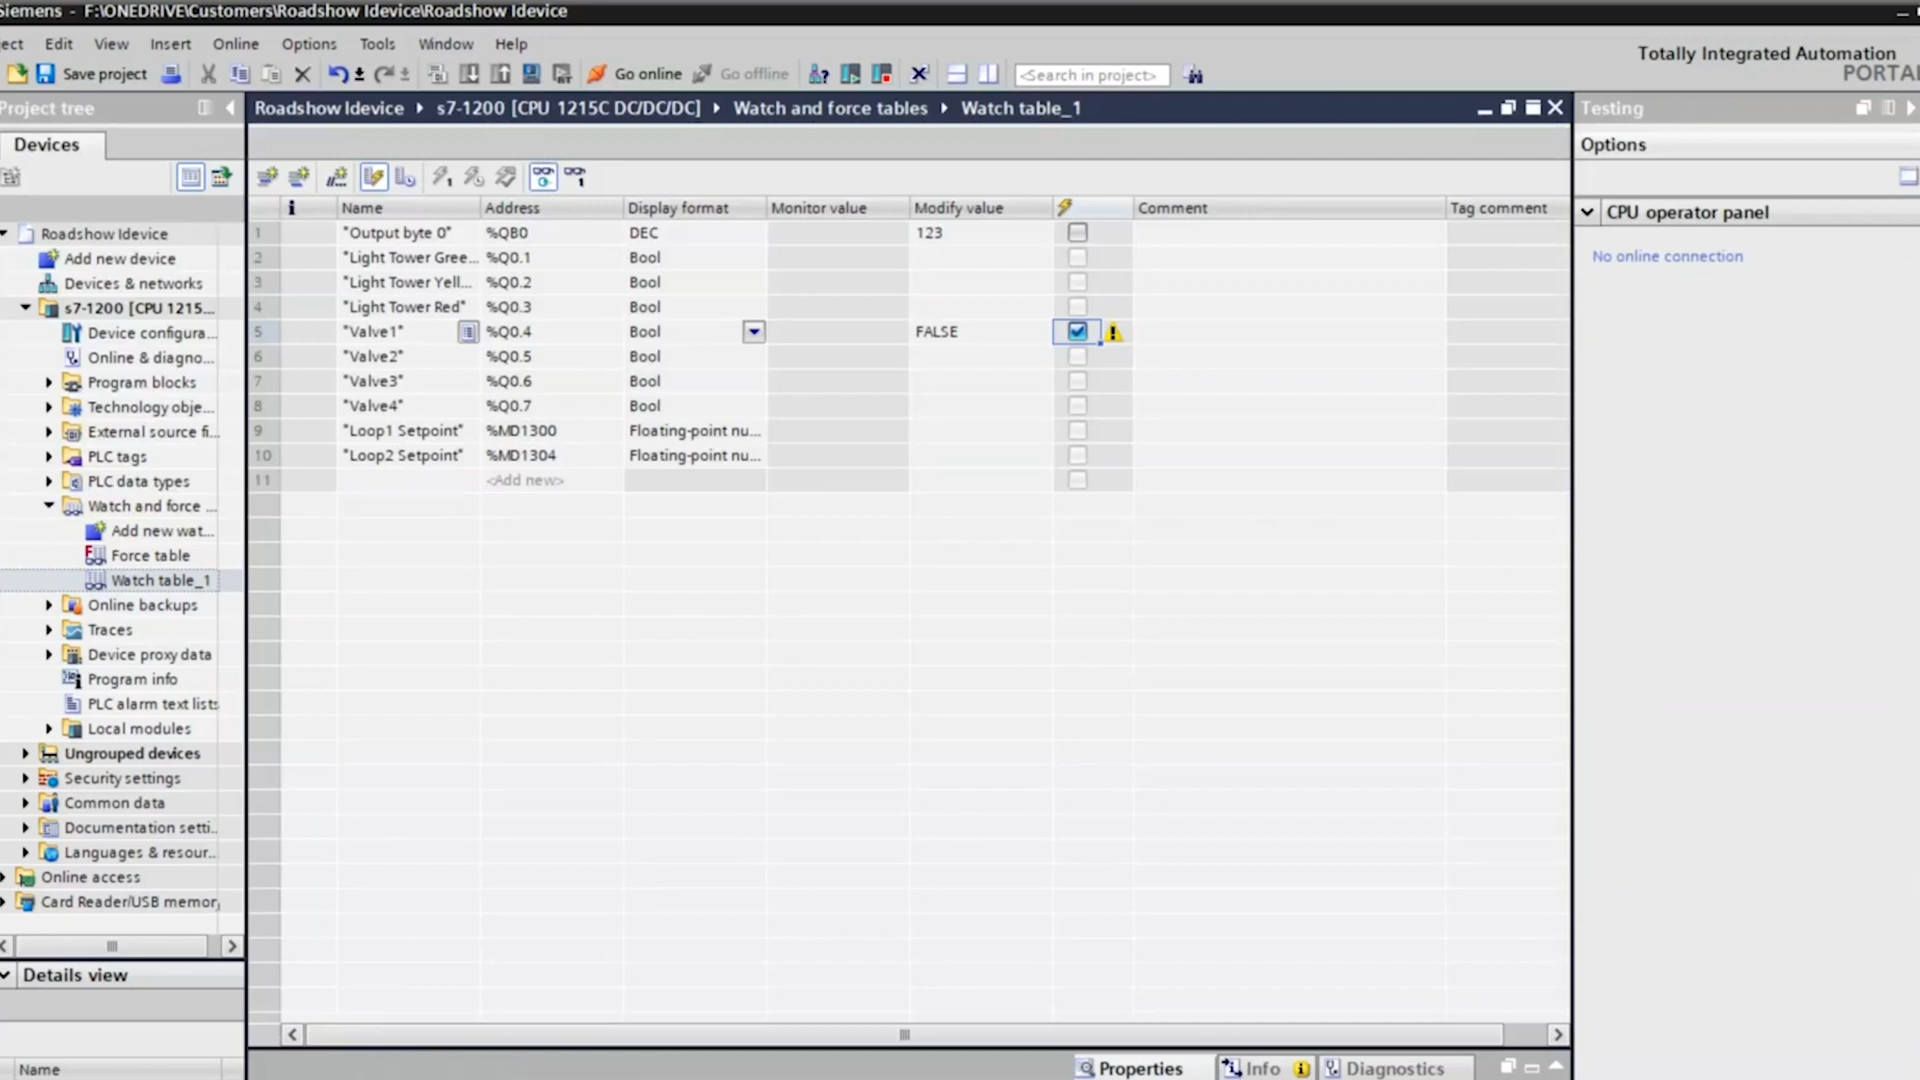 Siemens - F:\ONEDRIVE\Customers\Roadshow Idevice\Roadshow Idevice
ect Edit View Insert Online Options Tools Window Help
Totally Integrated Automation
PORTA
Save project Go online Go offline <Search in project>
Project tree
Roadshow Idevice s7-1200 [CPU 1215C DC/DC/DC] Watch and force tables Watch table_1
Testing
Devices
Options
CPU operator panel
No online connection
Roadshow Idevice
Add new device
Devices & networks
s7-1200 [CPU 1215...
Device configura...
Online & diagno...
Program blocks
Technology obje...
External source fi...
PLC tags
PLC data types
Watch and force ...
Add new wat...
Force table
Watch table_1
Online backups
Traces
Device proxy data
Program info
PLC alarm text lists
Local modules
Ungrouped devices
Security settings
Common data
Documentation setti...
Languages & resour...
Online access
Card Reader/USB memor
Details view
Name
i Name Address Display format Monitor value Modify value Comment Tag comment
1 "Output byte 0" %QB0 DEC 123
2 "Light Tower Gree... %Q0.1 Bool
3 "Light Tower Yell... %Q0.2 Bool
4 "Light Tower Red" %Q0.3 Bool
5 "Valve1" %Q0.4 Bool FALSE
6 "Valve2" %Q0.5 Bool
7 "Valve3" %Q0.6 Bool
8 "Valve4" %Q0.7 Bool
9 "Loop1 Setpoint" %MD1300 Floating-point nu...
10 "Loop2 Setpoint" %MD1304 Floating-point nu...
11 <Add new>
Properties Info Diagnostics